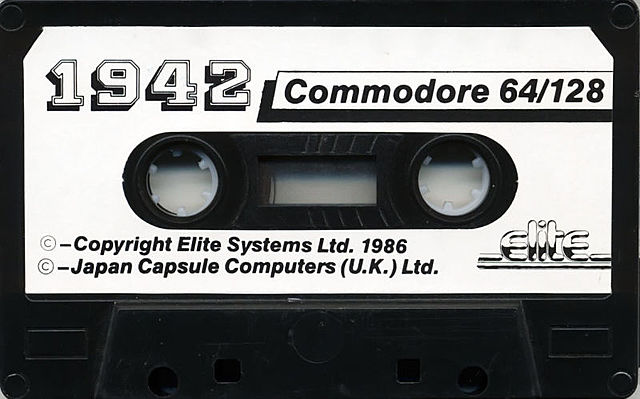 1942
Commodore 64/128
©–Copyright Elite Systems Ltd. 1986
©–Japan Capsule Computers (U.K.) Ltd.
elite